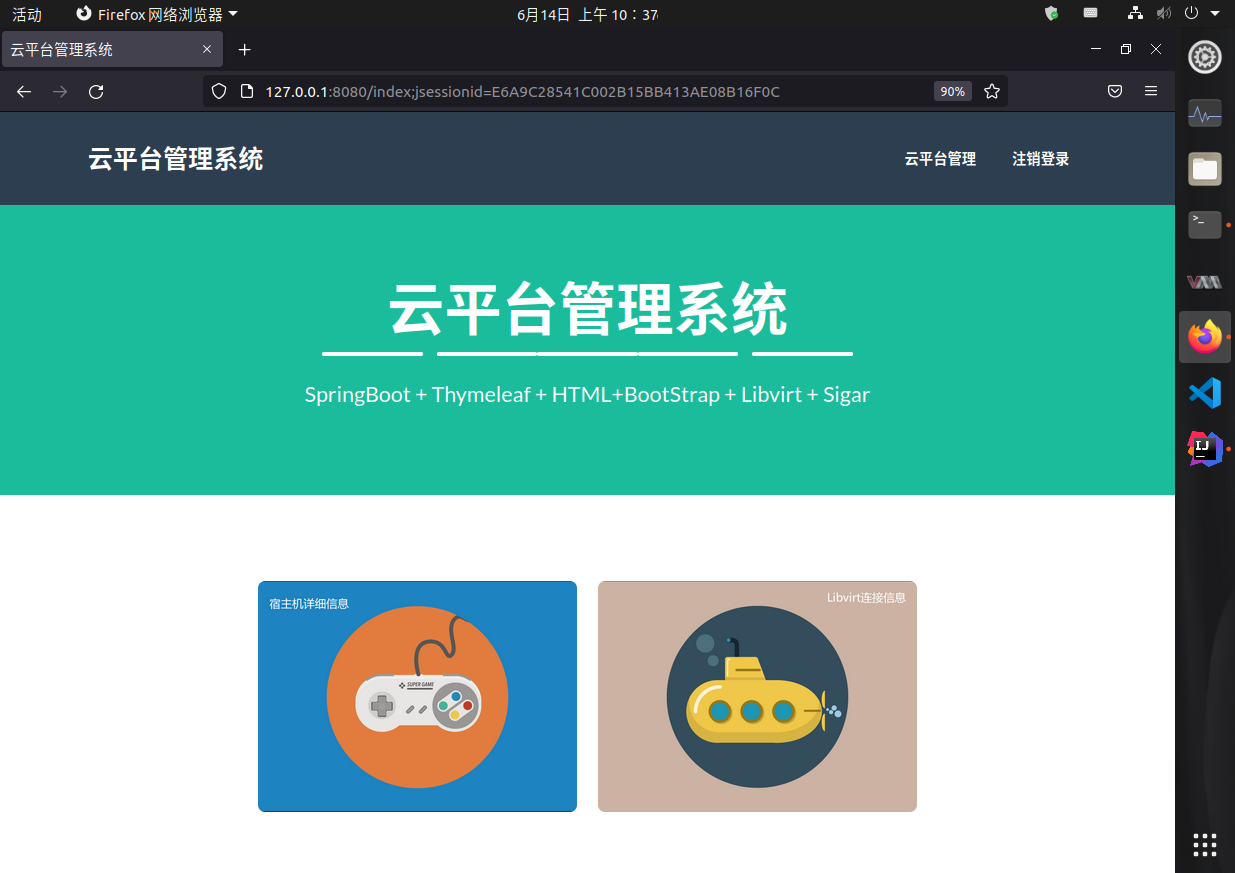 活动 Firefox 网络浏览器 6月14日 上午 10：37
云平台管理系统
127.0.0.1:8080/index;jsessionid=E6A9C28541C002B15BB413AE08B16F0C 90%
云平台管理系统 云平台管理 注销登录
云平台管理系统
SpringBoot + Thymeleaf + HTML+BootStrap + Libvirt + Sigar
宿主机详细信息
SUPER GAME
Libvirt连接信息
>_
IJ